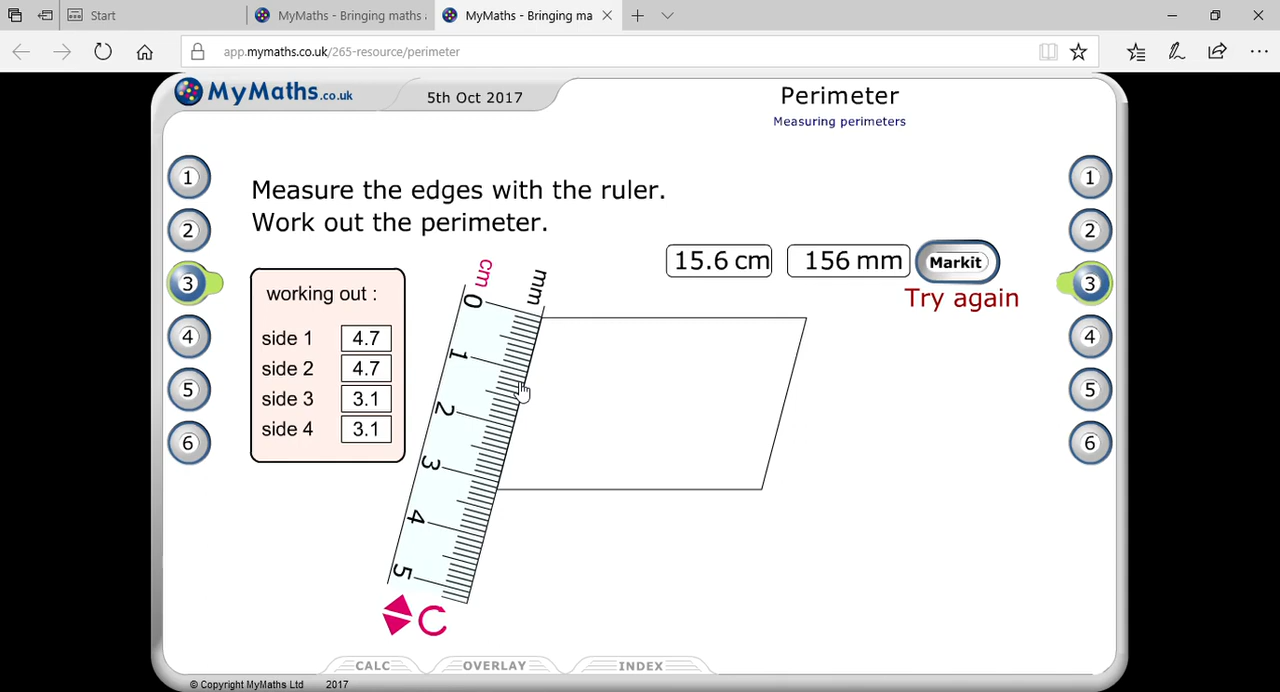 Start
MyMaths - Bringing maths a
MyMaths - Bringing ma
app.mymaths.co.uk/265-resource/perimeter
MyMaths.co.uk
5th Oct 2017
Perimeter
Measuring perimeters
1
2
3
4
5
6
Measure the edges with the ruler.
Work out the perimeter.
15.6 cm
156 mm
Markit
Try again
working out :
side 1 4.7
side 2 4.7
side 3 3.1
side 4 3.1
cm
mm
0
1
2
3
4
5
C
1
2
3
4
5
6
CALC
OVERLAY
INDEX
© Copyright MyMaths Ltd 2017